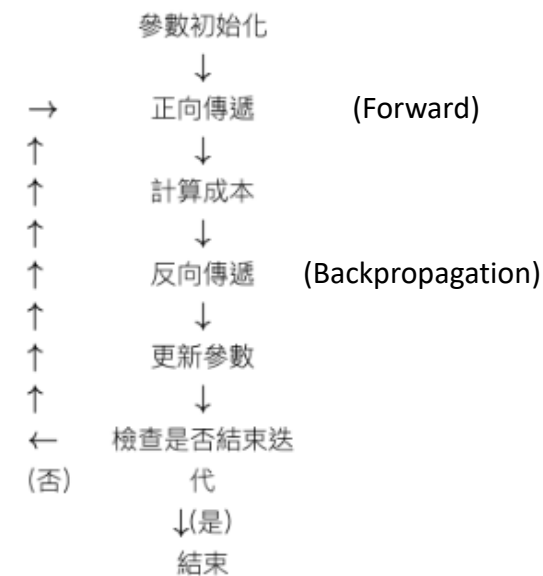 參數初始化
↓
→ 正向傳遞 (Forward)
↑ ↓
↑ 計算成本
↑ ↓
↑ 反向傳遞 (Backpropagation)
↑ ↓
↑ 更新參數
↑ ↓
← 檢查是否結束迭
(否) 代
↓(是)
結束